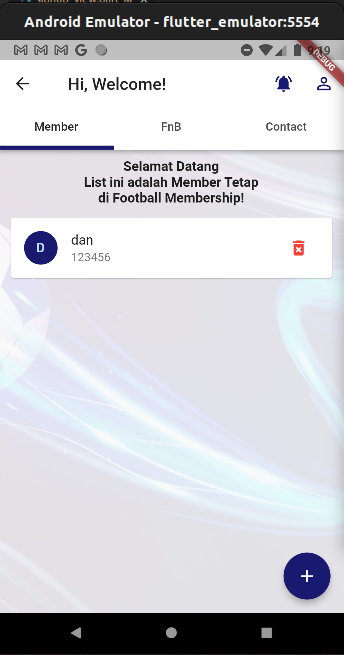 Android Emulator - flutter_emulator:5554
DEBUG
Hi, Welcome!
Member FnB Contact
Selamat Datang
List ini adalah Member Tetap
di Football Membership!
D
dan
123456